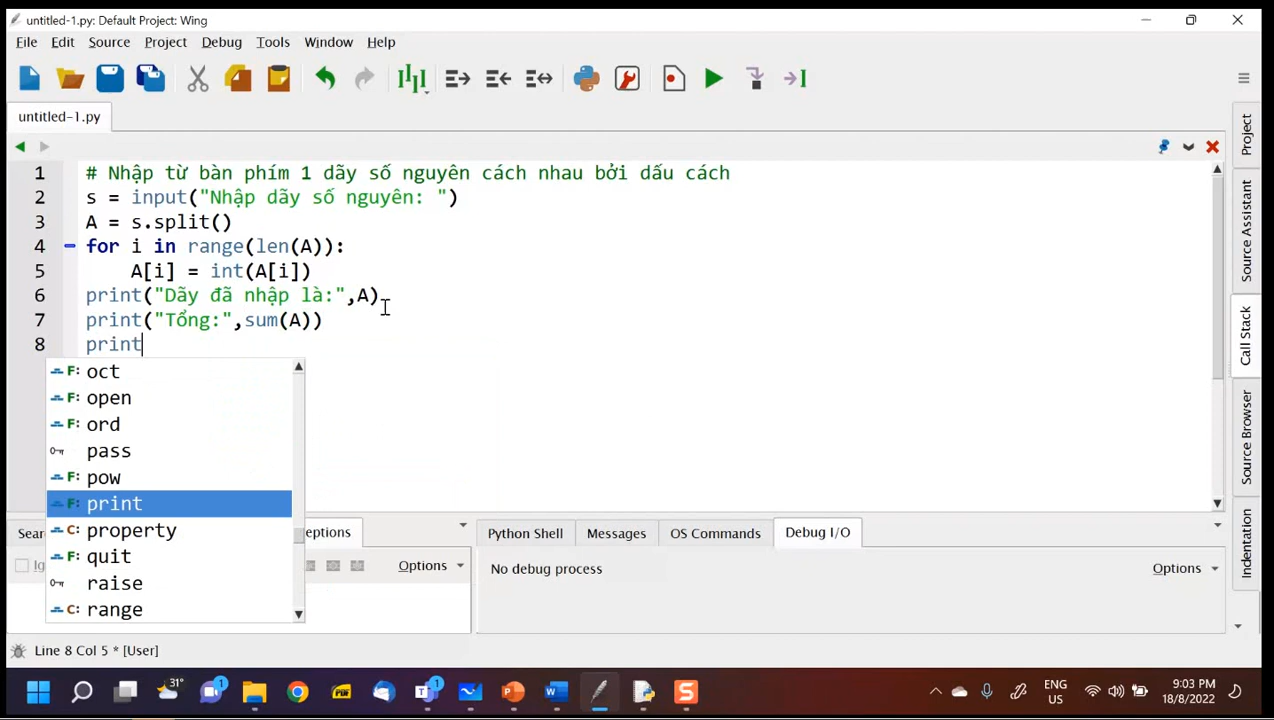 untitled-1.py: Default Project: Wing
File Edit Source Project Debug Tools Window Help
untitled-1.py
1 # Nhập từ bàn phím 1 dãy số nguyên cách nhau bởi dấu cách
2 s = input("Nhập dãy số nguyên: ")
3 A = s.split()
4 for i in range(len(A)):
5 A[i] = int(A[i])
6 print("Dãy đã nhập là:",A)
7 print("Tổng:",sum(A))
8 print
F: oct
F: open
F: ord
pass
F: pow
F: print
C: property
F: quit
raise
C: range
Project
Source Assistant
Call Stack
Source Browser
Indentation
Options
Python Shell Messages OS Commands Debug I/O
No debug process Options
Line 8 Col 5 * [User]
31°
1
1
ENG
US
9:03 PM
18/8/2022